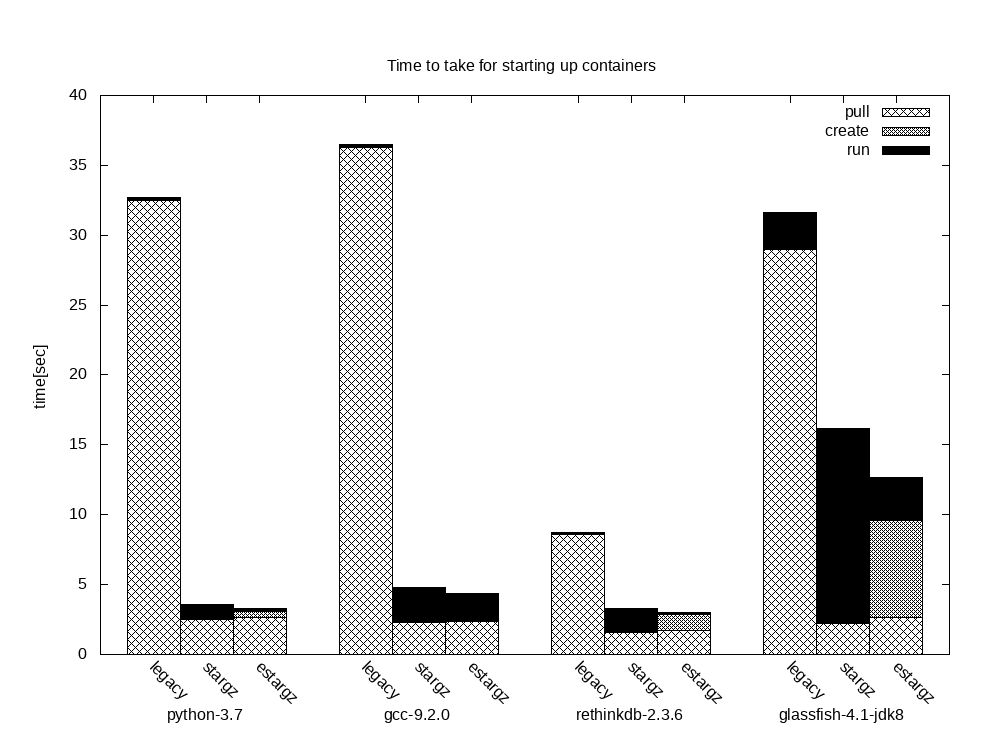 Time to take for starting up containers
40
35
30
25
20
15
10
5
0
time[sec]
pull
create
run
legacy
stargz
estargz
legacy
stargz
estargz
legacy
stargz
estargz
legacy
stargz
estargz
python-3.7
gcc-9.2.0
rethinkdb-2.3.6
glassfish-4.1-jdk8